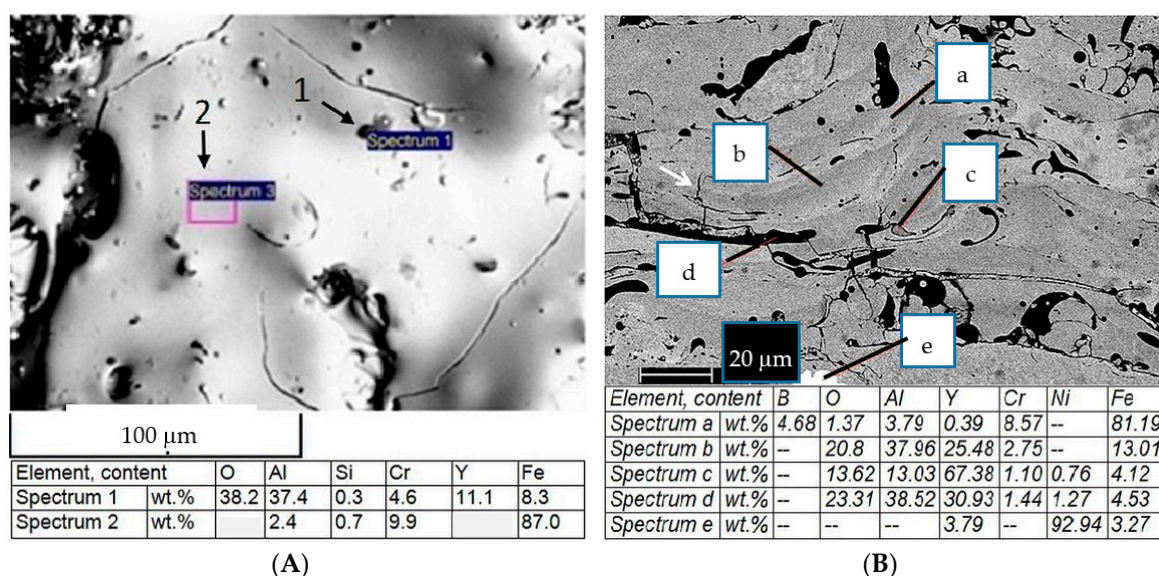 2
1
Spectrum 1
Spectrum 3
100 µm
Element, content O Al Si Cr Y Fe
Spectrum 1 wt.% 38.2 37.4 0.3 4.6 11.1 8.3
Spectrum 2 wt.% 2.4 0.7 9.9 87.0
(A)
a
b
c
d
e
20 µm
Element, content B O Al Y Cr Ni Fe
Spectrum a wt.% 4.68 1.37 3.79 0.39 8.57 -- 81.19
Spectrum b wt.% -- 20.8 37.96 25.48 2.75 -- 13.01
Spectrum c wt.% -- 13.62 13.03 67.38 1.10 0.76 4.12
Spectrum d wt.% -- 23.31 38.52 30.93 1.44 1.27 4.53
Spectrum e wt.% -- -- -- 3.79 -- 92.94 3.27
(B)